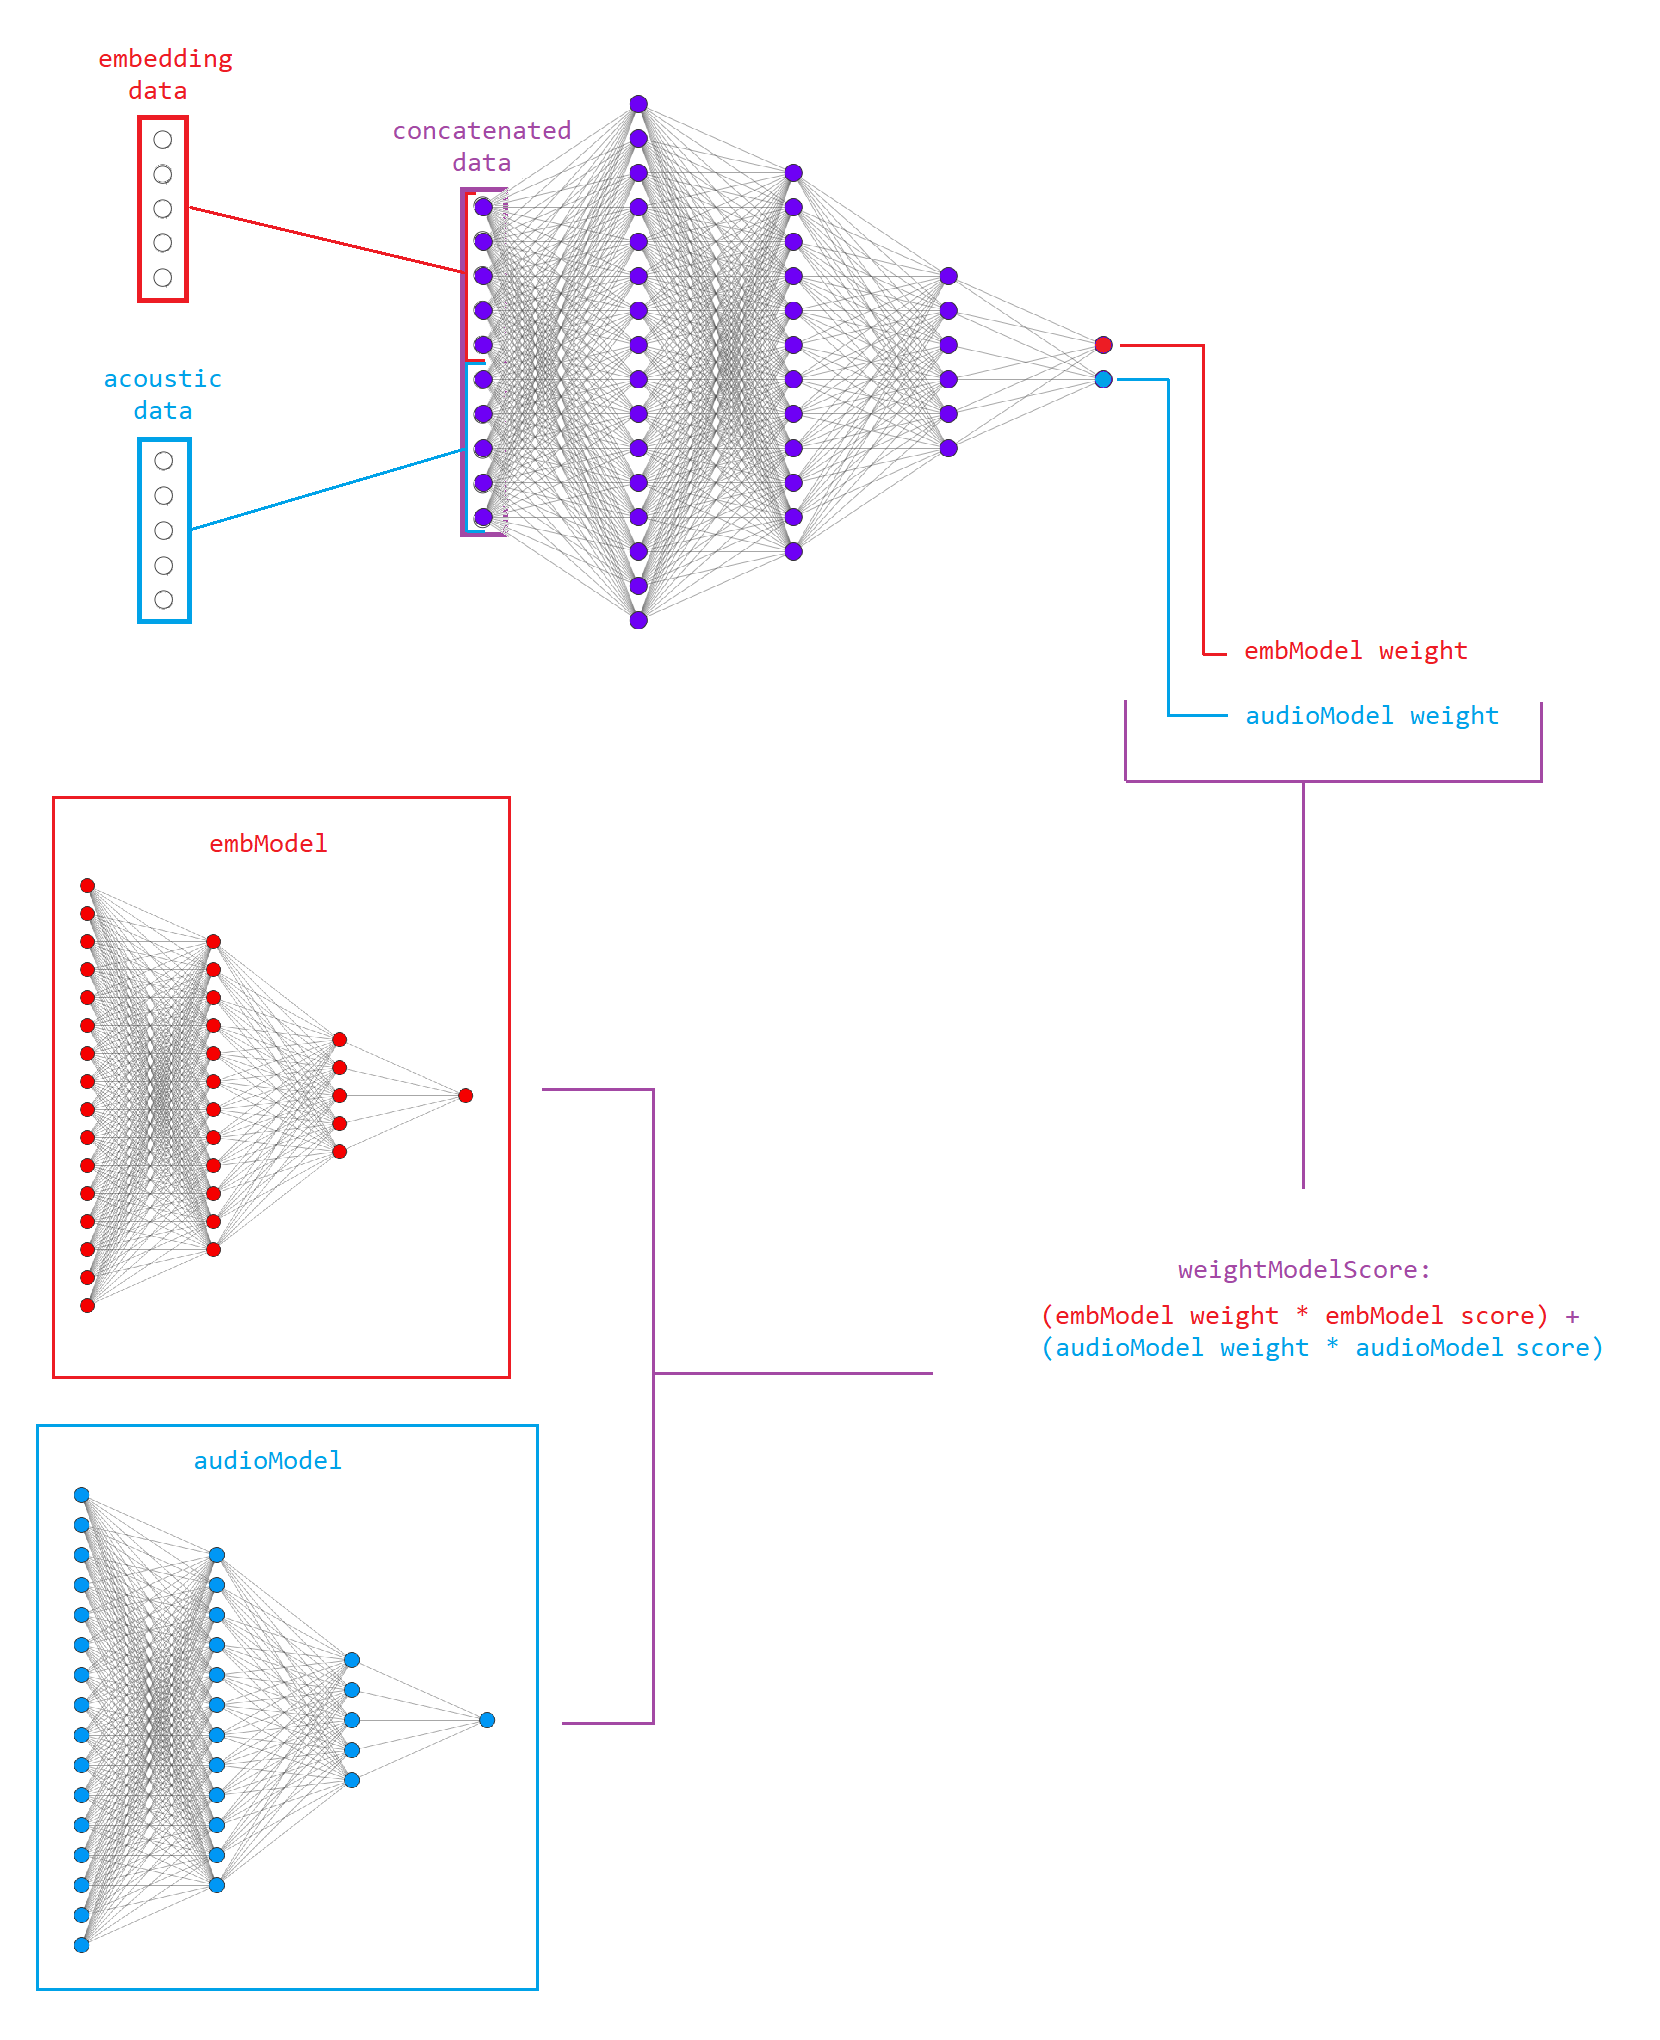 embedding
data
concatenated
data
acoustic
data
embModel weight
audioModel weight
embModel
weightModelScore:
(embModel weight * embModel score) +
(audioModel weight * audioModel score)
audioModel